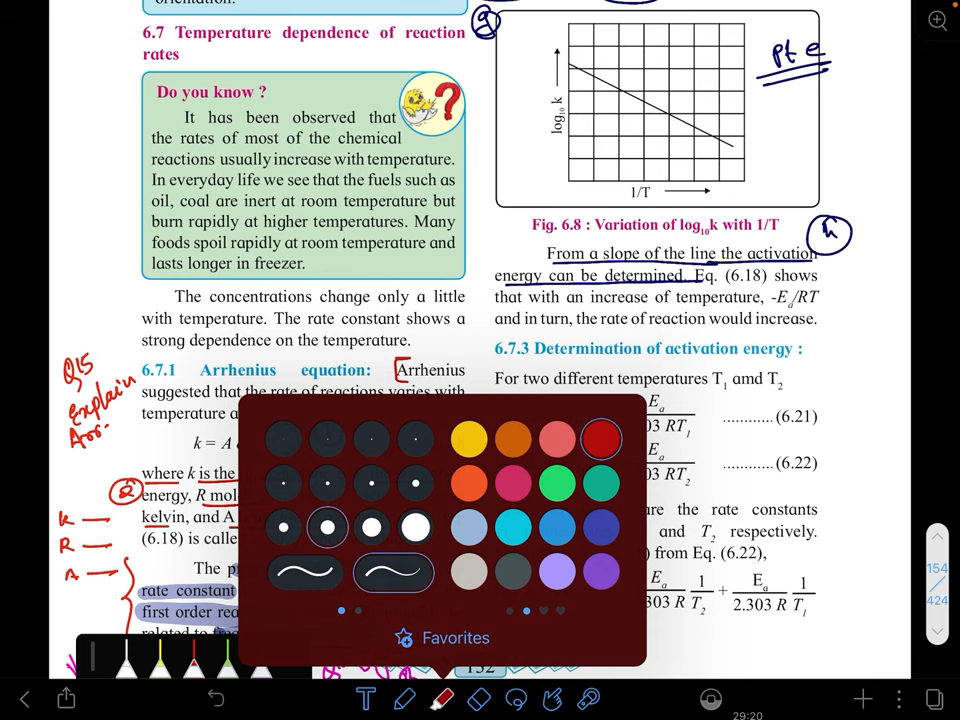 orientation.
6.7 Temperature dependence of reaction
rates
Do you know ?
It has been observed that
the rates of most of the chemical
reactions usually increase with temperature.
In everyday life we see that the fuels such as
oil, coal are inert at room temperature but
burn rapidly at higher temperatures. Many
foods spoil rapidly at room temperature and
lasts longer in freezer.
The concentrations change only a little
with temperature. The rate constant shows a
strong dependence on the temperature.
6.7.1 Arrhenius equation: [Arrhenius
suggested that the rate of reactions varies with
temperature a
k = A
where k is the
energy, R mol
kelvin, and A
(6.18) is calle
The p
rate constant
first order rea
related to
Q15
Explain
Arr.
K —
R —
A —
g
pt e
log₁₀ k
1/T
Fig. 6.8 : Variation of log₁₀k with 1/T
h
From a slope of the line the activation
energy can be determined. Eq. (6.18) shows
that with an increase of temperature, -Eₐ/RT
and in turn, the rate of reaction would increase.
6.7.3 Determination of activation energy :
For two different temperatures T₁ amd T₂
Eₐ
03 RT₁ ............(6.21)
Eₐ
03 RT₂ ............(6.22)
are the rate constants
and T₂ respectively.
) from Eq. (6.22),
Eₐ/303 R 1/T₂ + Eₐ/2.303 R 1/T₁
Favorites
132
154
424
29:20